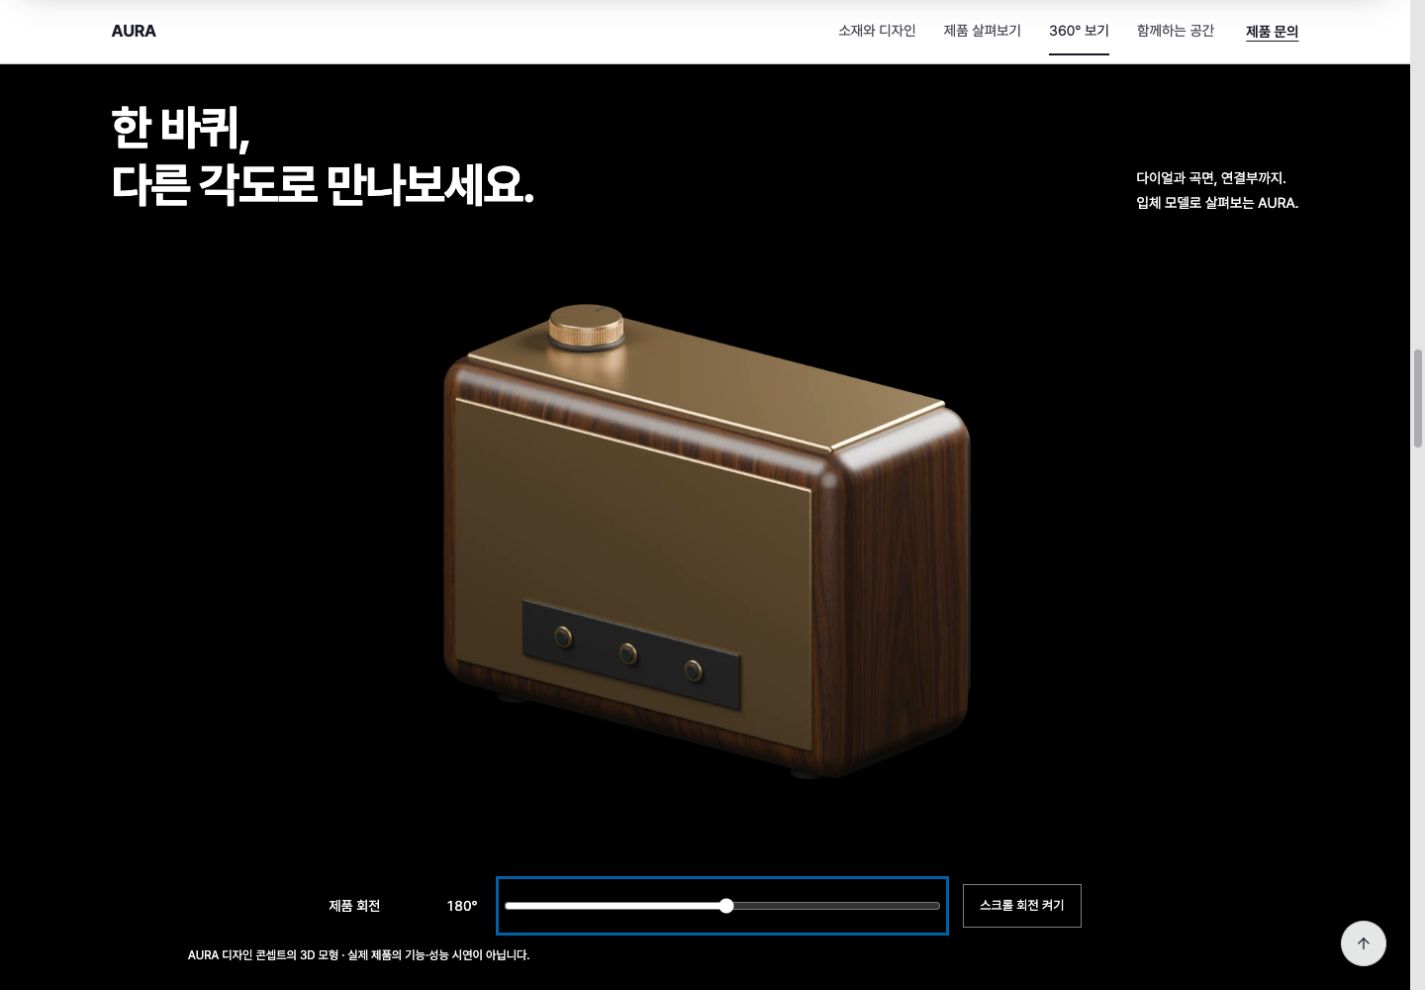 AURA
소재와 디자인
제품 살펴보기
360° 보기
함께하는 공간
제품 문의
한 바퀴,
다른 각도로 만나보세요.
다이얼과 곡면, 연결부까지.
입체 모델로 살펴보는 AURA.
제품 회전
180°
스크롤 회전 켜기
AURA 디자인 콘셉트의 3D 모형 · 실제 제품의 기능·성능 시연이 아닙니다.